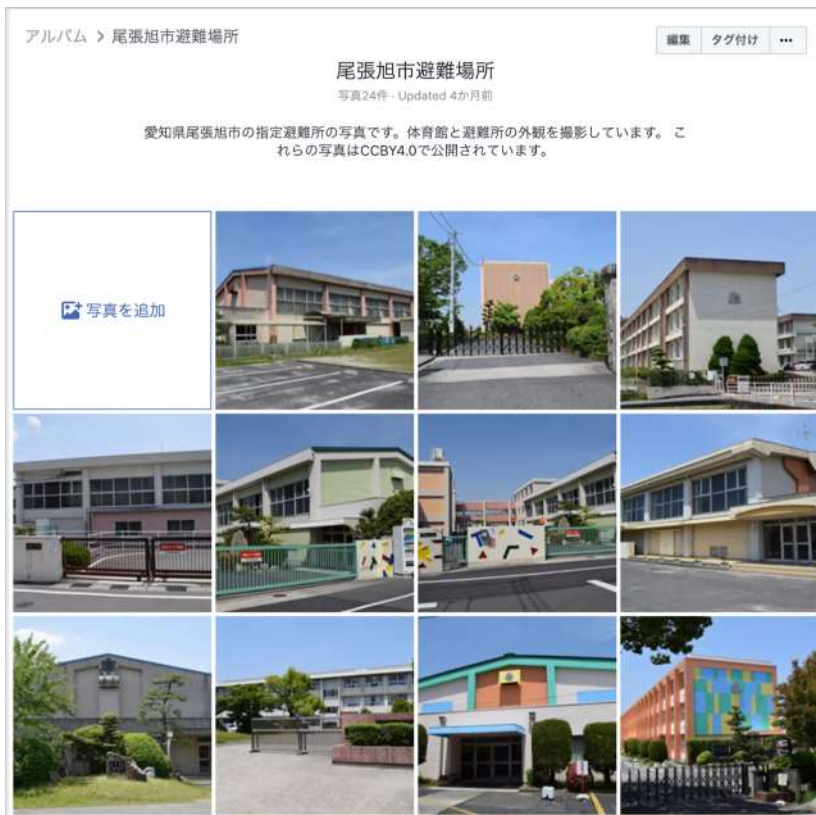 アルバム > 尾張旭市避難場所
編集 タグ付け •••
尾張旭市避難場所
写真24件 · Updated 4か月前
愛知県尾張旭市の指定避難所の写真です。体育館と避難所の外観を撮影しています。 こ
れらの写真はCCBY4.0で公開されています。
写真を追加